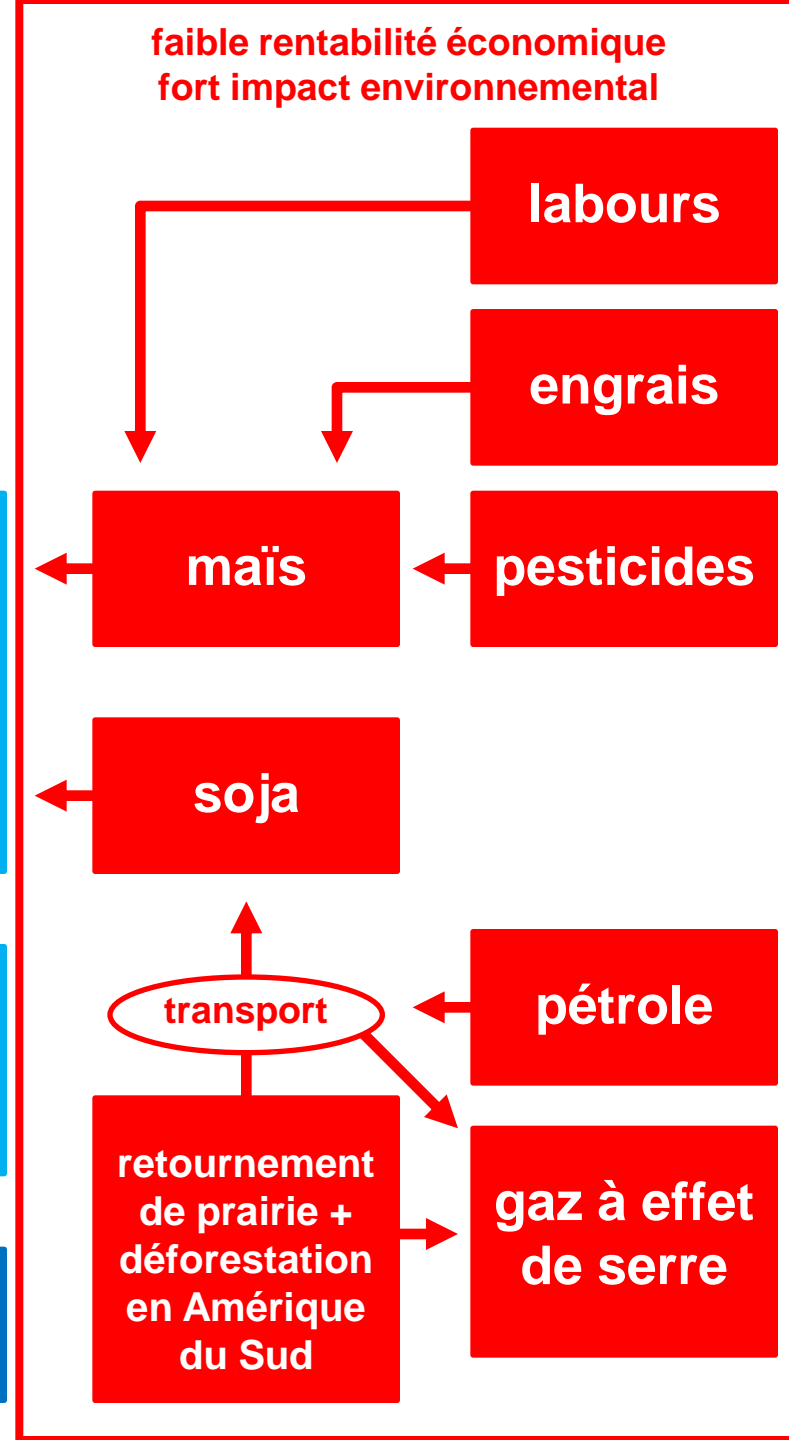 faible rentabilité économique
fort impact environnemental
labours
engrais
maïs
pesticides
soja
transport
pétrole
retournement
de prairie +
déforestation
en Amérique
du Sud
gaz à effet
de serre